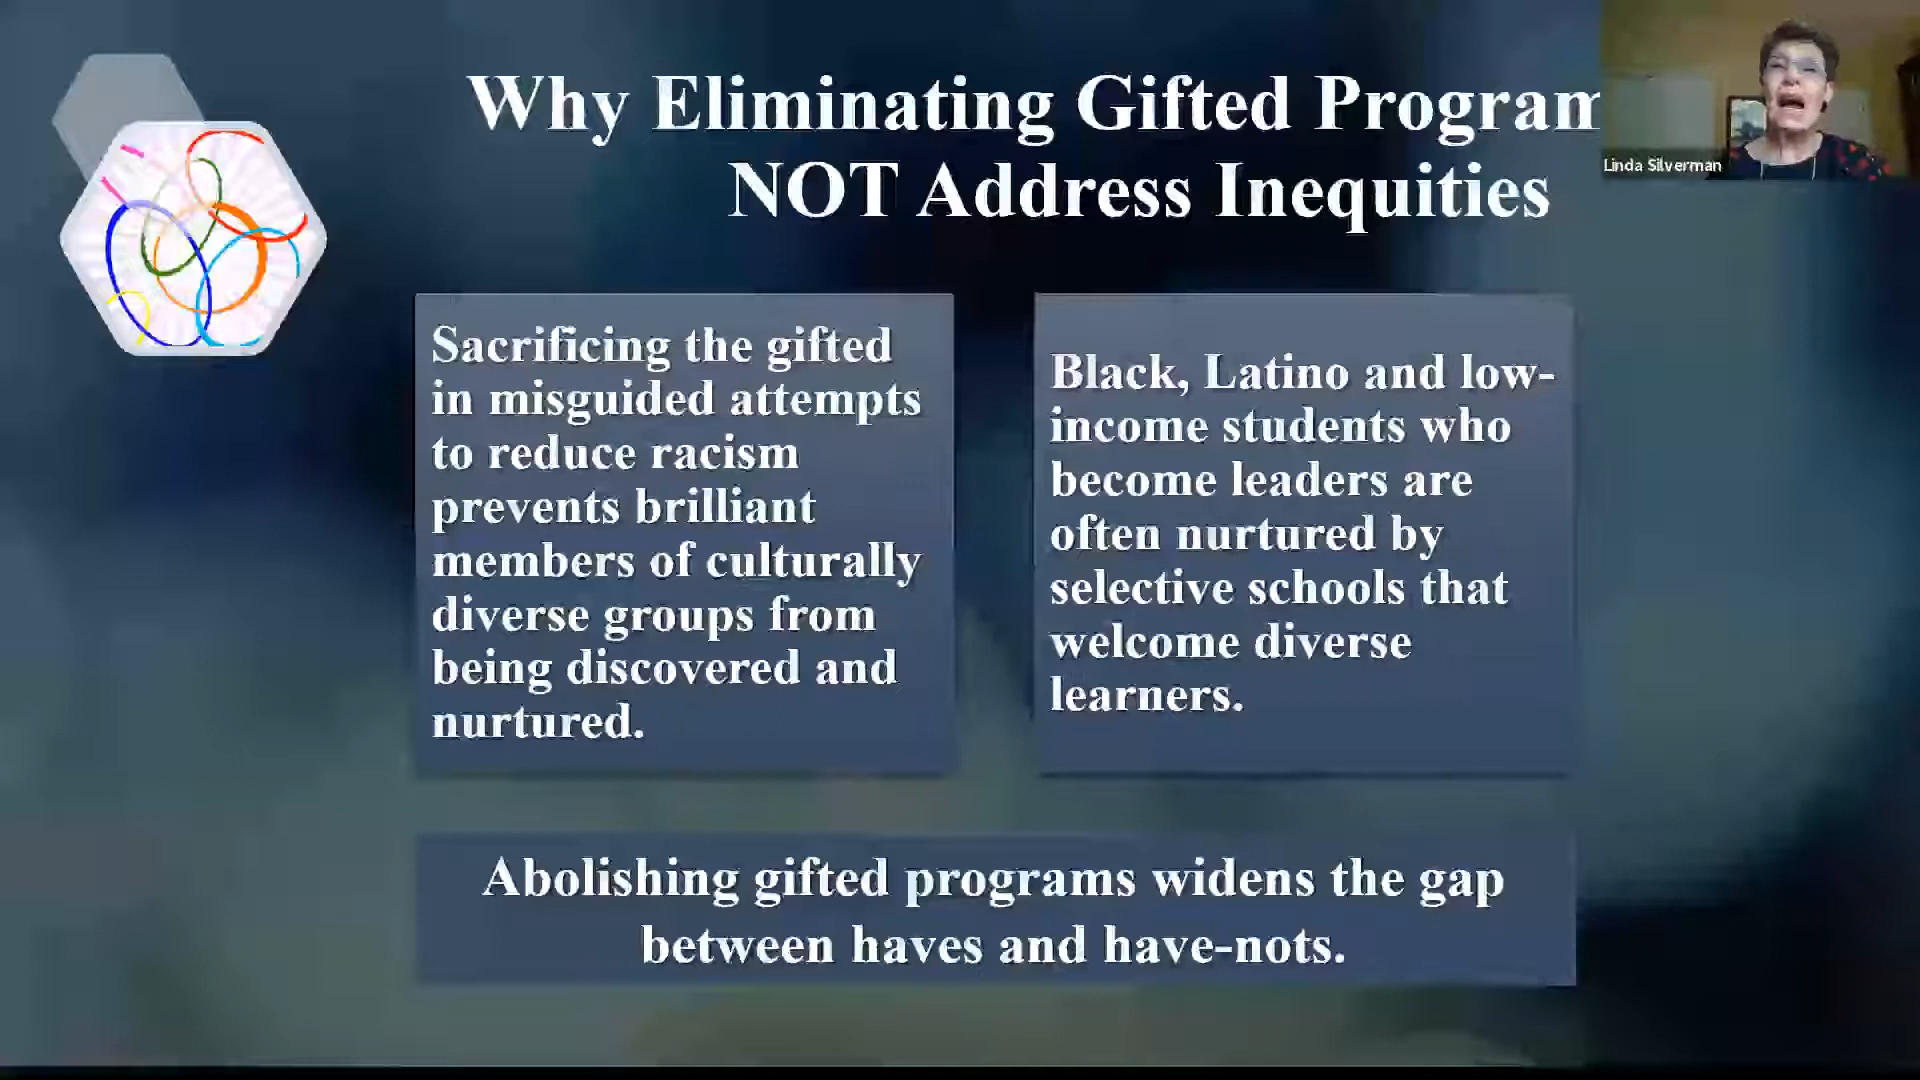 Why Eliminating Gifted Program
NOT Address Inequities
Linda Silverman
Sacrificing the gifted
in misguided attempts
to reduce racism
prevents brilliant
members of culturally
diverse groups from
being discovered and
nurtured.
Black, Latino and low-
income students who
become leaders are
often nurtured by
selective schools that
welcome diverse
learners.
Abolishing gifted programs widens the gap
between haves and have-nots.